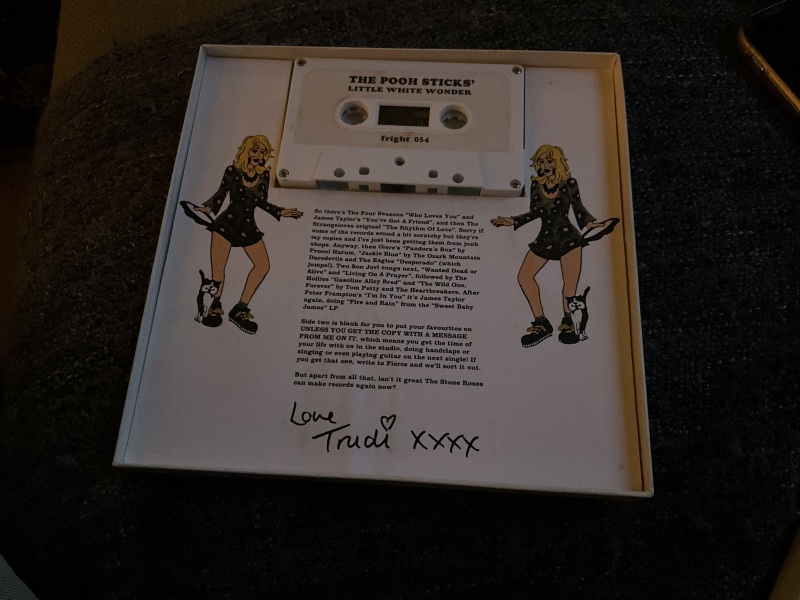 THE POOH STICKS'
LITTLE WHITE WONDER
fright 054
So there's The Four Seasons "Who Loves You" and
James Taylor's "You've Got A Friend", and then The
Strangeloves original "The Rhythm Of Love". Sorry if
some of the records sound a bit scratchy but they're
my copies and I've just been getting them from junk
shops. Anyway, then there's "Pandora's Box" by
Procol Harum, "Jackie Blue" by The Ozark Mountain
Daredevils and The Eagles "Desperado" (which
jumps!). Two Bon Jovi songs next, "Wanted Dead or
Alive" and "Living On A Prayer", followed by The
Hollies "Gasoline Alley Bred" and "The Wild One,
Forever" by Tom Petty and The Heartbreakers. After
Peter Frampton's "I'm In You" it's James Taylor
again, doing "Fire and Rain" from the "Sweet Baby
James" LP.
Side two is blank for you to put your favourites on
UNLESS YOU GET THE COPY WITH A MESSAGE
FROM ME ON IT, which means you get the time of
your life with us in the studio, doing handclaps or
singing or even playing guitar on the next single! If
you get that one, write to Fierce and we'll sort it out.
But apart from all that, isn't it great The Stone Roses
can make records again now?
Love
Trudi xxxx